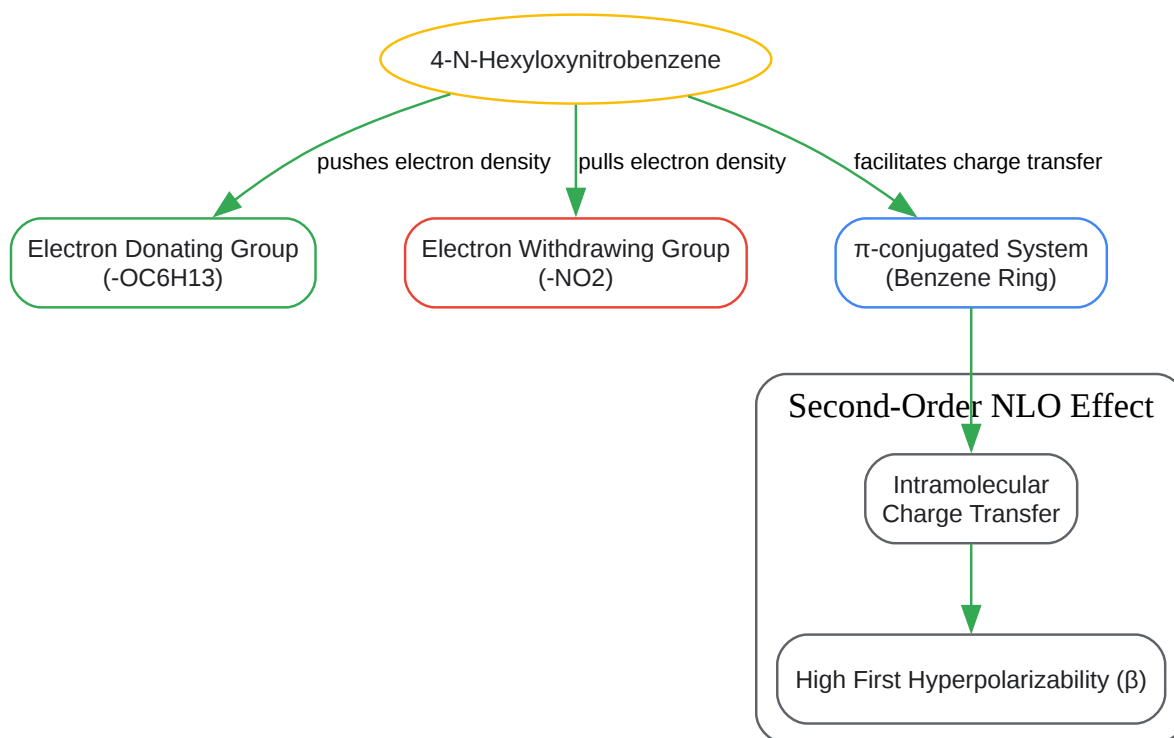 4-N-Hexyloxynitrobenzene
pushes electron density
pulls electron density
facilitates charge transfer
Electron Donating Group
(-OC6H13)
Electron Withdrawing Group
(-NO2)
π-conjugated System
(Benzene Ring)
Second-Order NLO Effect
Intramolecular
Charge Transfer
High First Hyperpolarizability (β)